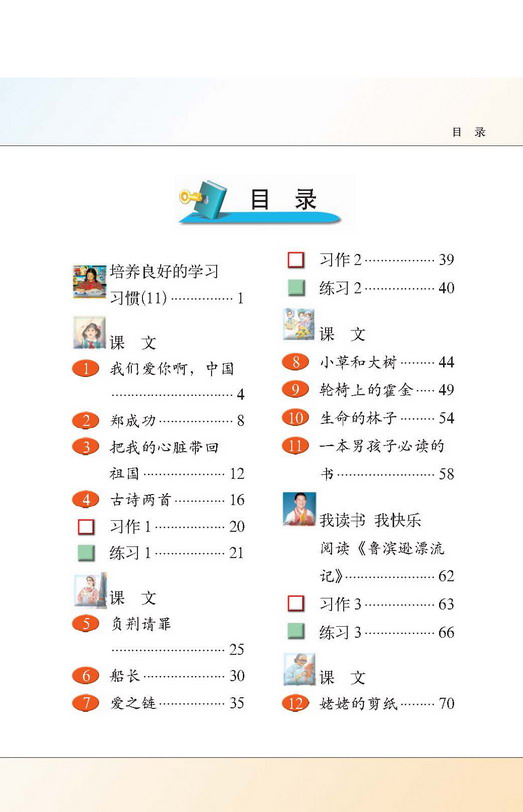 目 录
目 录
培养良好的学习
习惯(11) ················ 1
课 文
1 我们爱你啊，中国
······························· 4
2 郑成功 ···················· 8
3 把我的心脏带回
祖国 ····················· 12
4 古诗两首 ············· 16
习作 1 ·················· 20
练习 1 ·················· 21
课 文
5 负荆请罪
····························· 25
6 船长 ····················· 30
7 爱之链 ················· 35
习作 2 ·················· 39
练习 2 ·················· 40
课 文
8 小草和大树 ········· 44
9 轮椅上的霍金 ····· 49
10 生命的林子 ········· 54
11 一本男孩子必读的
书 ························· 58
我读书 我快乐
阅读《鲁滨逊漂流
记》 ······················· 62
习作 3 ·················· 63
练习 3 ·················· 66
课 文
12 姥姥的剪纸 ········· 70